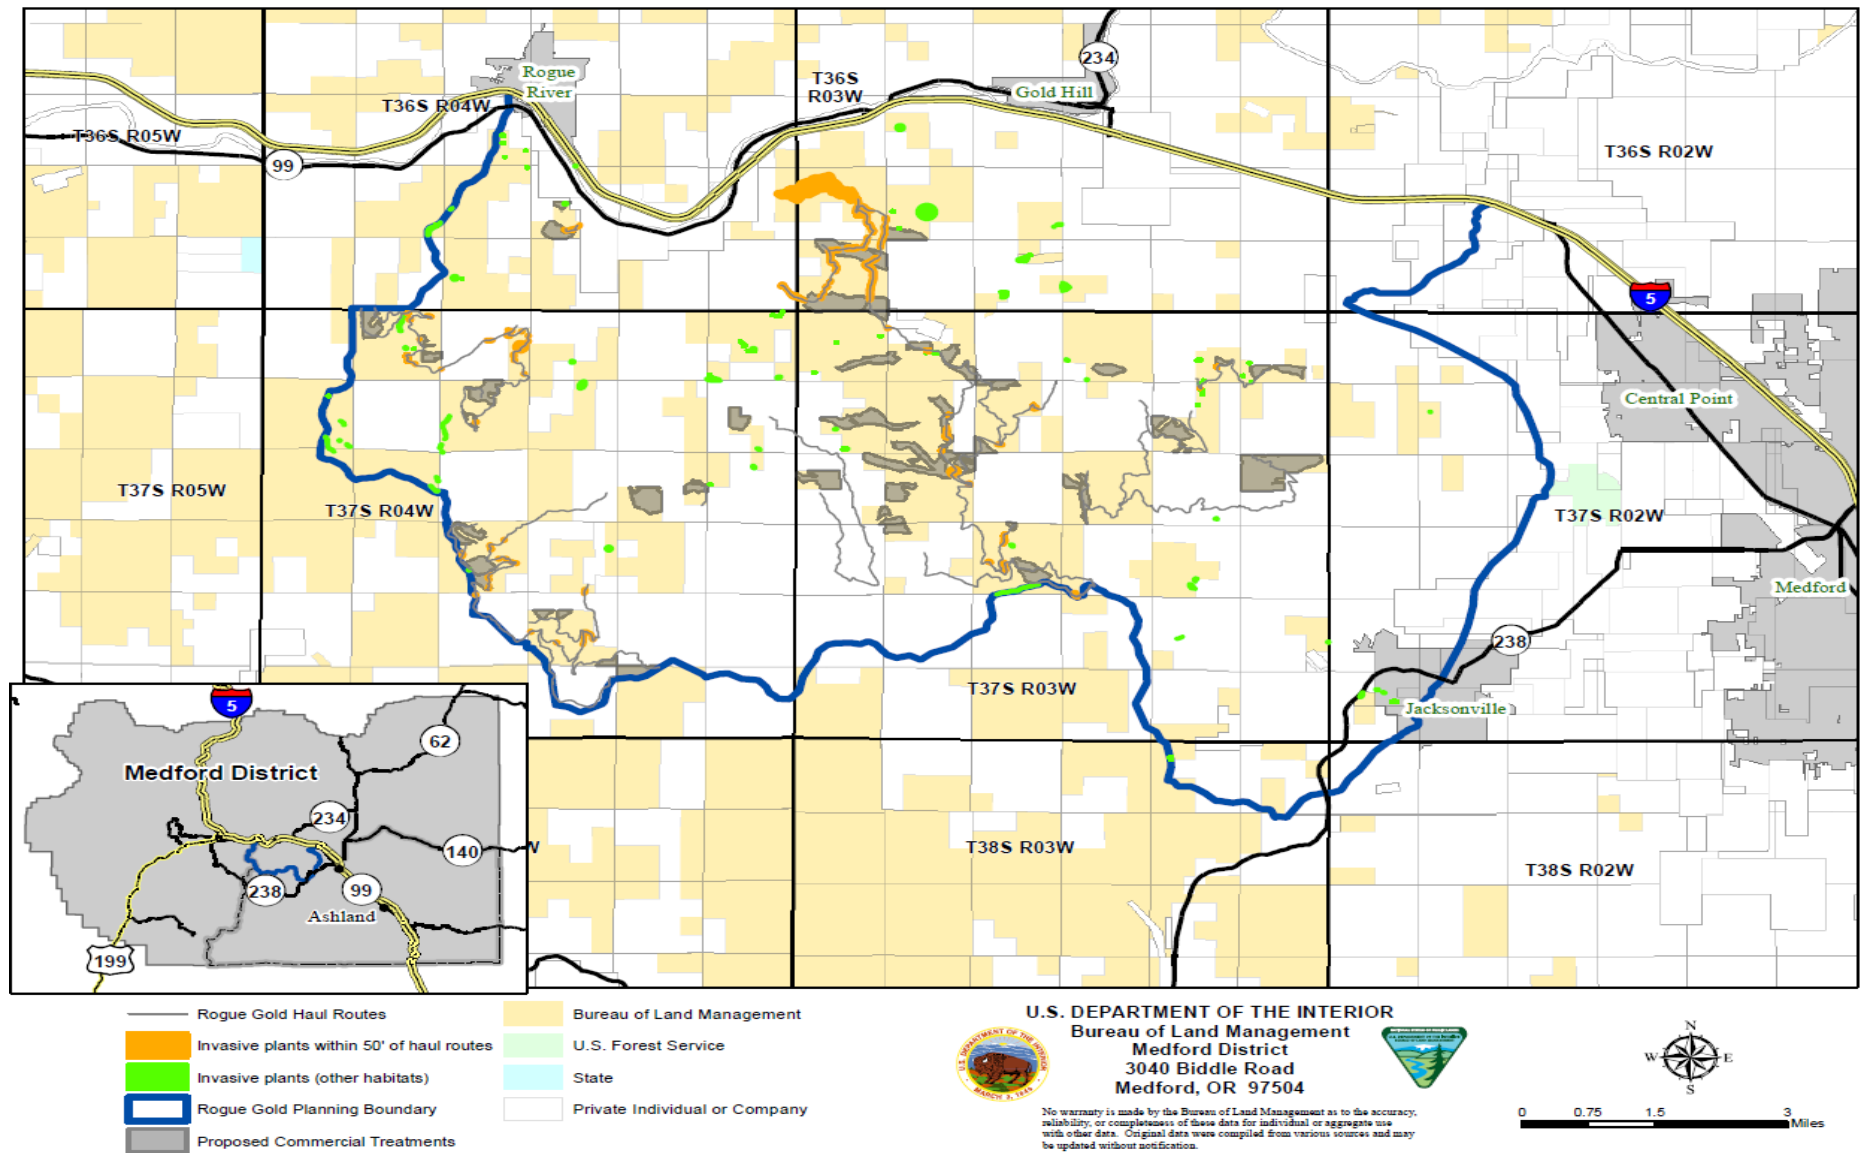 234
Rogue
River
T36S
R03W
Gold Hill
T36S R04W
T36S R05W
99
T36S R02W
5
Central Point
T37S R05W
T37S R04W
T37S R02W
Medford
238
T37S R03W
Jacksonville
T38S R03W
T38S R02W
5
62
Medford District
234
140
W
238
99
Ashland
199
Rogue Gold Haul Routes
Invasive plants within 50' of haul routes
Invasive plants (other habitats)
Rogue Gold Planning Boundary
Proposed Commercial Treatments
Bureau of Land Management
U.S. Forest Service
State
Private Individual or Company
U.S. DEPARTMENT OF THE INTERIOR
Bureau of Land Management
Medford District
3040 Biddle Road
Medford, OR 97504
U.S. DEPARTMENT OF THE INTERIOR
MARCH 3, 1849
No warranty is made by the Bureau of Land Management as to the accuracy,
reliability, or completeness of these data for individual or aggregate use
with other data. Original data were compiled from various sources and may
be updated without notification.
N
W E
S
0 0.75 1.5 3
Miles